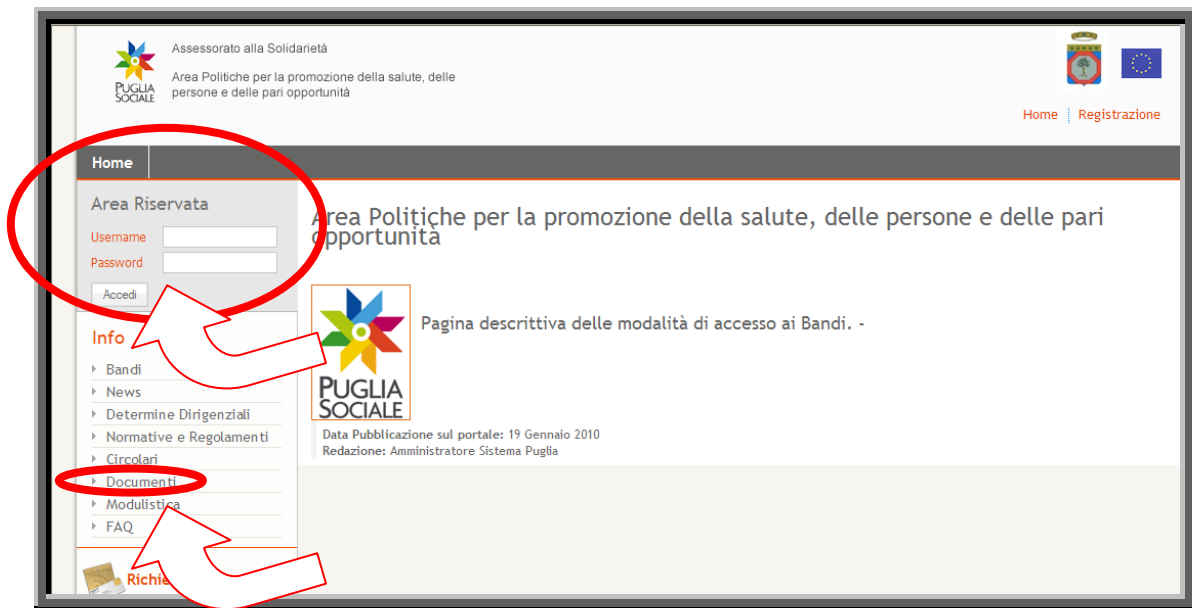 Assessorato alla Solidarietà
Area Politiche per la promozione della salute, delle
persone e delle pari opportunità
PUGLIA
SOCIALE
Home
Registrazione
Home
Area Riservata
Username
Password
Accedi
Info
Bandi
News
Determine Dirigenziali
Normative e Regolamenti
Circolari
Documenti
Modulistica
FAQ
Area Politiche per la promozione della salute, delle persone e delle pari
opportunità
Pagina descrittiva delle modalità di accesso ai Bandi. -
PUGLIA
SOCIALE
Data Pubblicazione sul portale: 19 Gennaio 2010
Redazione: Amministratore Sistema Puglia